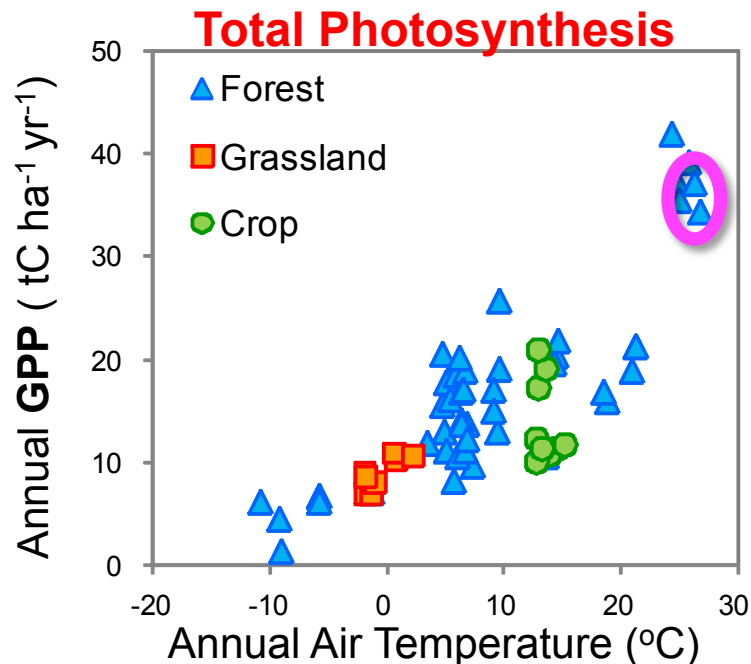 Total Photosynthesis
Annual GPP ( tC ha⁻¹ yr⁻¹)
50
40
30
20
10
0
Forest
Grassland
Crop
-20 -10 0 10 20 30
Annual Air Temperature (ºC)